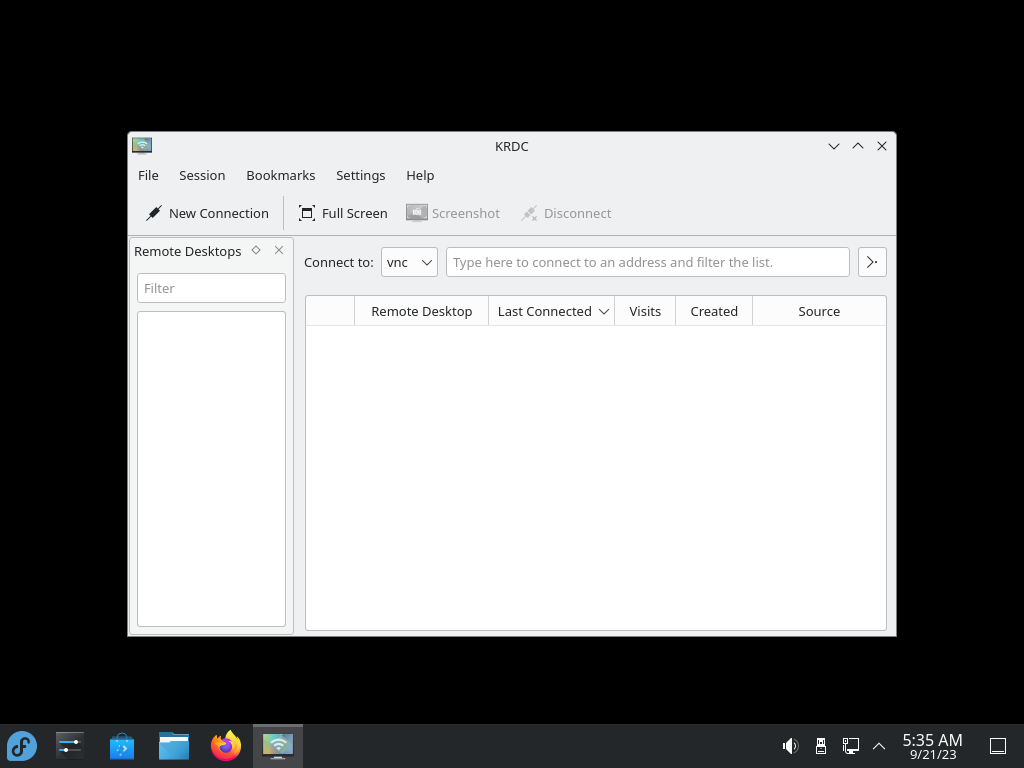 KRDC
File Session Bookmarks Settings Help
New Connection Full Screen Screenshot Disconnect
Remote Desktops
Filter
Connect to: vnc Type here to connect to an address and filter the list.
Remote Desktop Last Connected Visits Created Source
5:35 AM
9/21/23